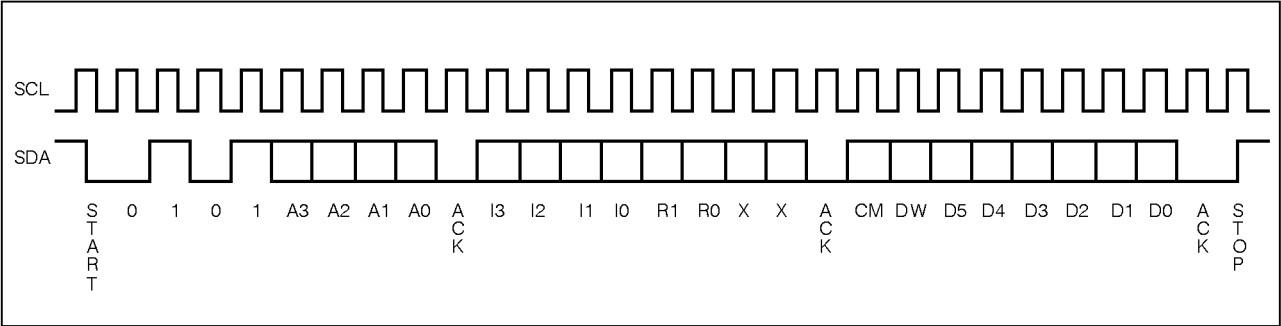 SCL
SDA
START 0 1 0 1 A3 A2 A1 A0 ACK I3 I2 I1 I0 R1 R0 X X ACK CM DW D5 D4 D3 D2 D1 D0 ACK STOP